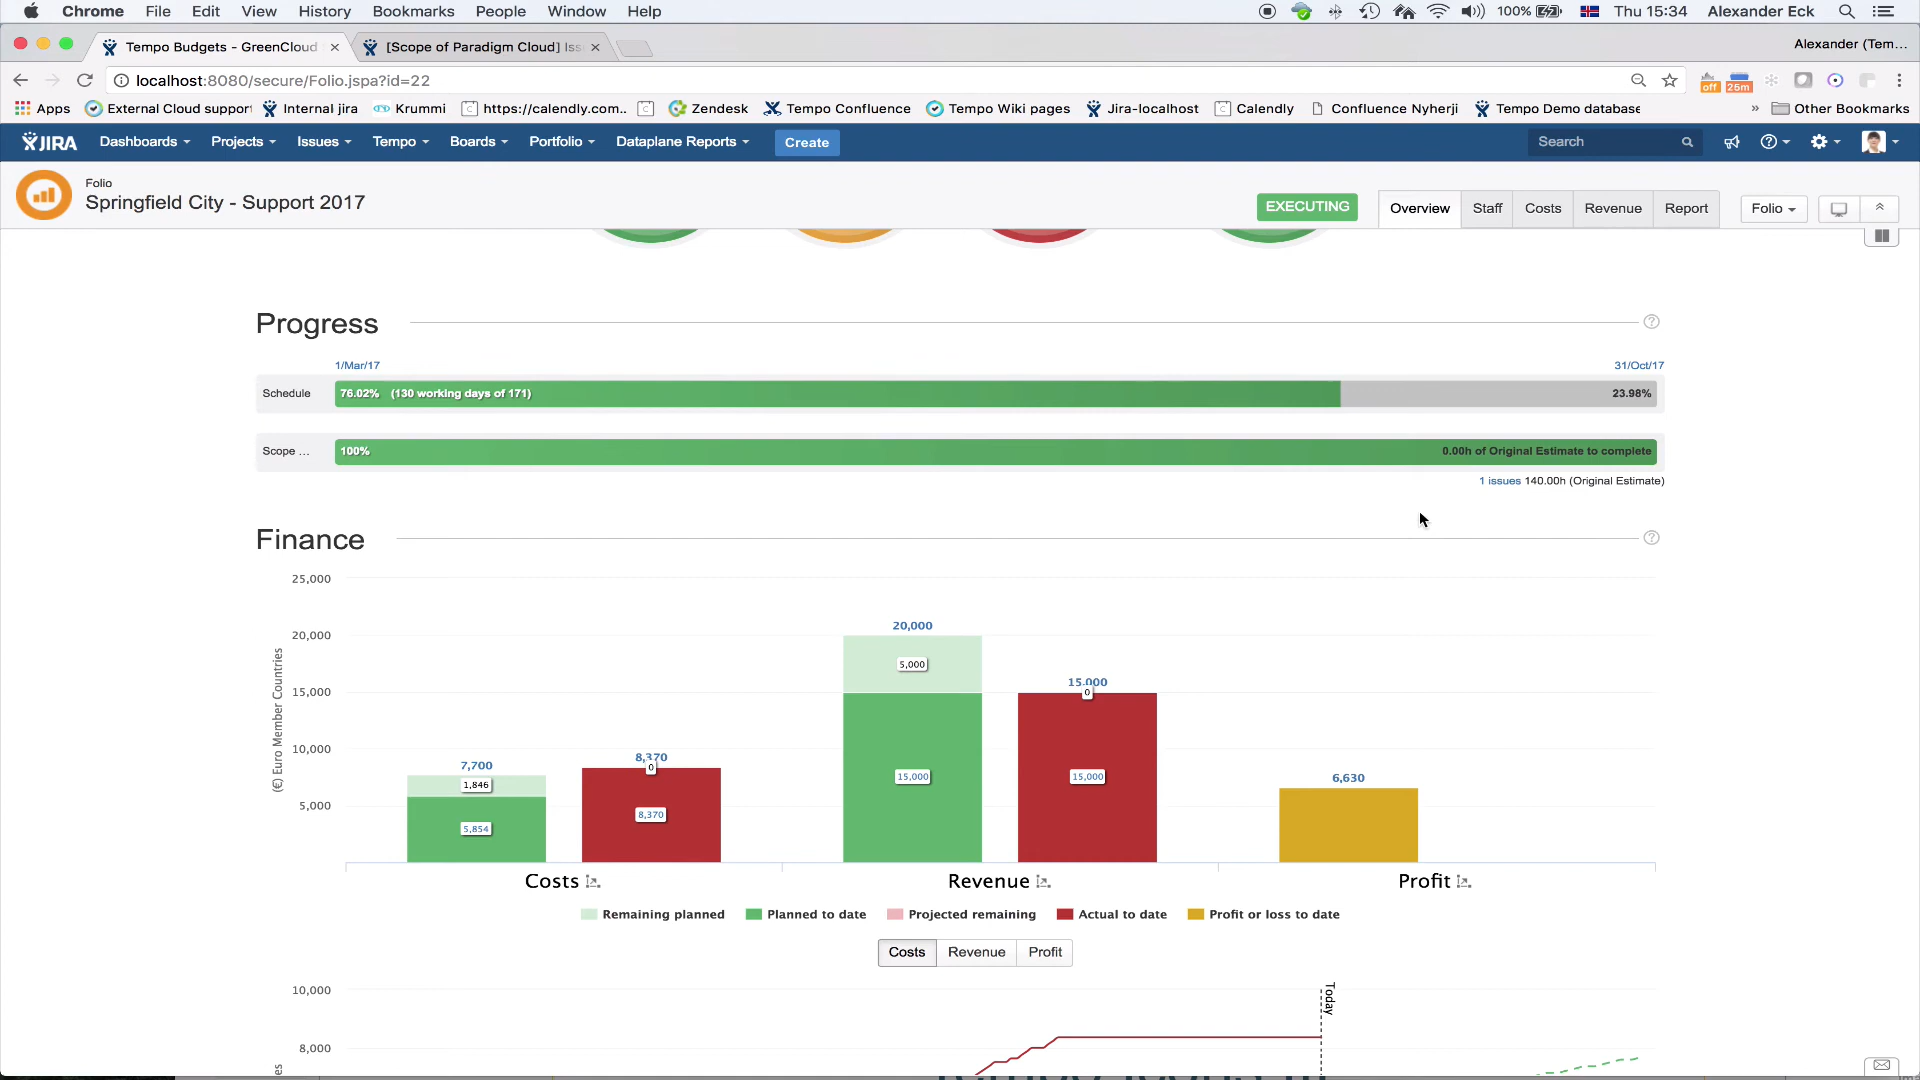 Chrome File Edit View History Bookmarks People Window Help 100% Thu 15:34 Alexander Eck
Tempo Budgets - GreenCloud [Scope of Paradigm Cloud] Iss Alexander (Tem...
localhost:8080/secure/Folio.jspa?id=22 off 26m
Apps External Cloud support Internal jira Krummi https://calendly.com.. Zendesk Tempo Confluence Tempo Wiki pages Jira-localhost Calendly Confluence Nyherji Tempo Demo database » Other Bookmarks
JIRA Dashboards Projects Issues Tempo Boards Portfolio Dataplane Reports Create Search
Folio
Springfield City - Support 2017 EXECUTING Overview Staff Costs Revenue Report Folio
Progress
1/Mar/17 31/Oct/17
Schedule 76.02% (130 working days of 171) 23.98%
Scope ... 100% 0.00h of Original Estimate to complete
1 issues 140.00h (Original Estimate)
Finance
(€) Euro Member Countries
25,000
20,000
15,000
10,000
5,000
7,700
1,846
5,854
8,370
0
8,370
20,000
5,000
15,000
15,000
0
15,000
6,630
Costs Revenue Profit
Remaining planned Planned to date Projected remaining Actual to date Profit or loss to date
Costs Revenue Profit
10,000
8,000
Today